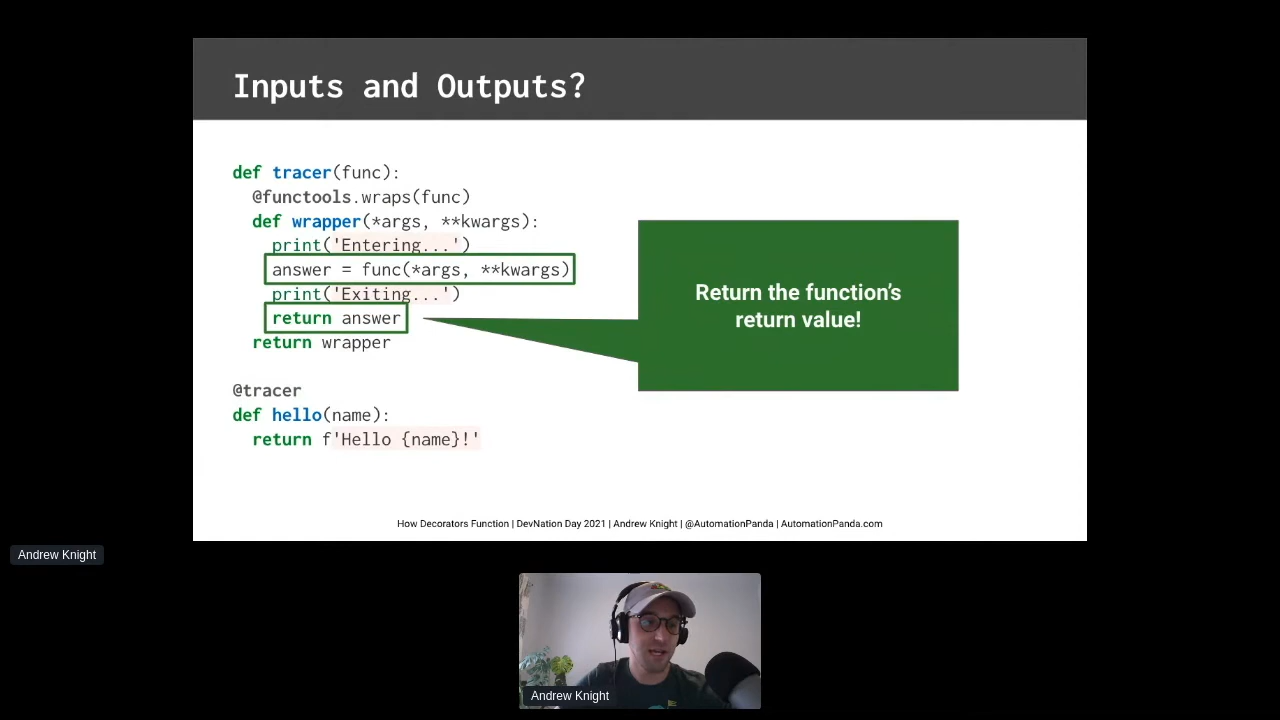 Inputs and Outputs?
def tracer(func):
@functools.wraps(func)
def wrapper(*args, **kwargs):
print('Entering...')
answer = func(*args, **kwargs)
print('Exiting...')
return answer
return wrapper
@tracer
def hello(name):
return f'Hello {name}!'
Return the function's
return value!
How Decorators Function | DevNation Day 2021 | Andrew Knight | @AutomationPanda | AutomationPanda.com
Andrew Knight
Andrew Knight